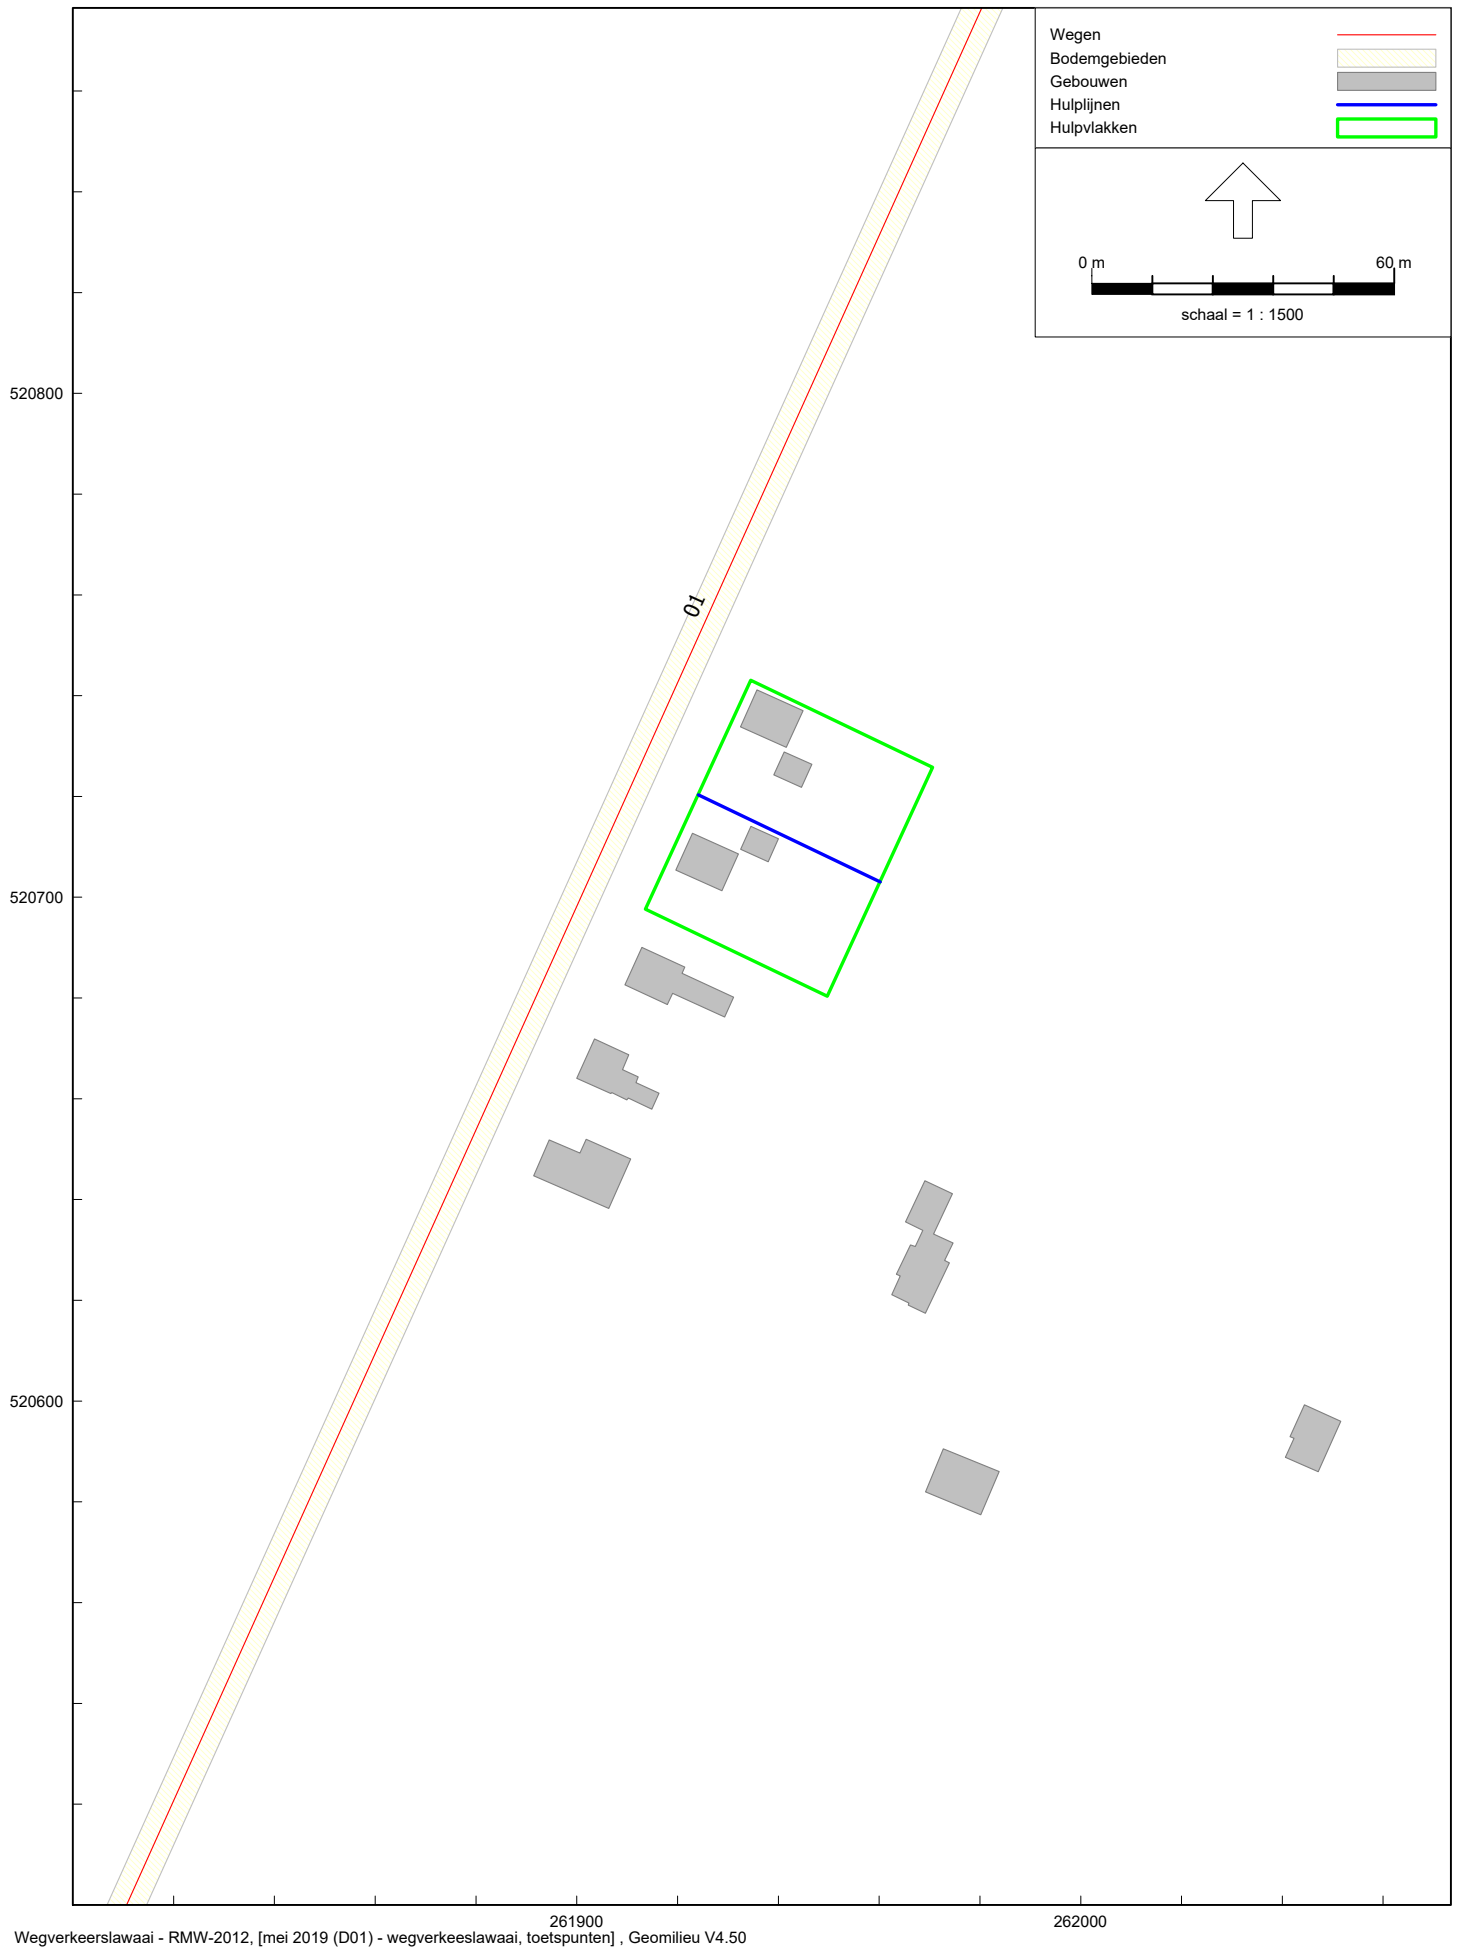 Wegen
Bodemgebieden
Gebouwen
Hulplijnen
Hulpvlakken
0 m 60 m
schaal = 1 : 1500
520800
01
520700
520600
261900 262000
Wegverkeerslawaai - RMW-2012, [mei 2019 (D01) - wegverkeeslawaai, toetspunten] , Geomilieu V4.50